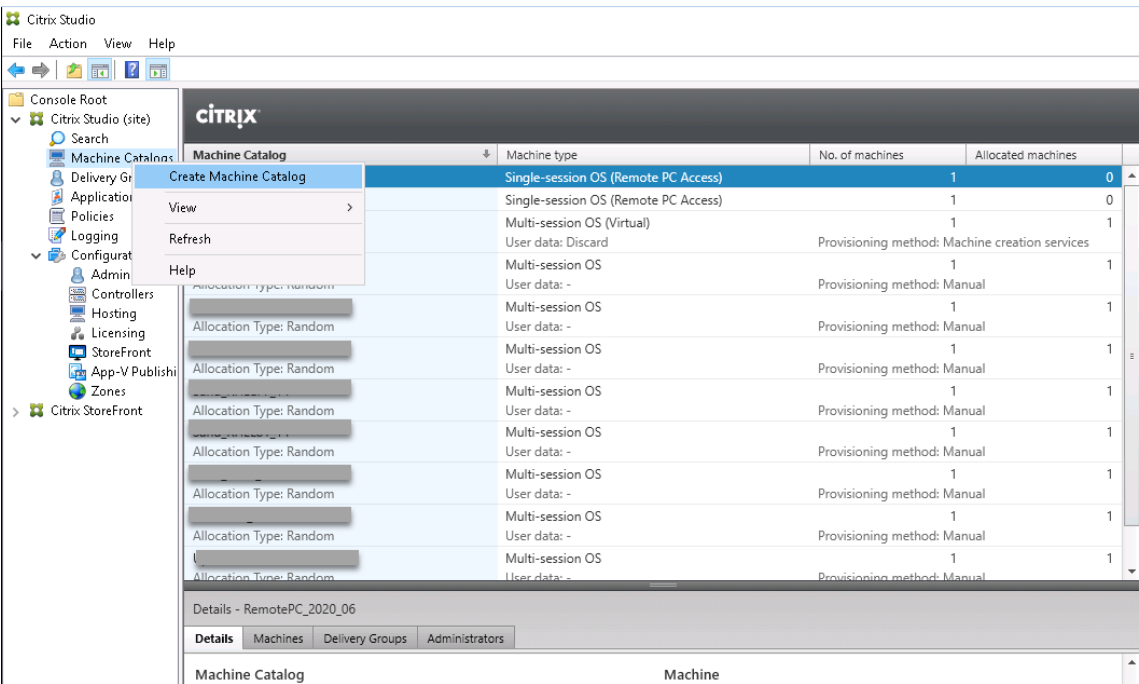 Citrix Studio
File Action View Help
Console Root
Citrix Studio (site)
Search
Machine Catalogs
Delivery Gr
Application
Policies
Logging
Configurat
Admin
Controllers
Hosting
Licensing
StoreFront
App-V Publishi
Zones
Citrix StoreFront
Create Machine Catalog
View
Refresh
Help
CITRIX
Machine Catalog Machine type No. of machines Allocated machines
Single-session OS (Remote PC Access) 1 0
Single-session OS (Remote PC Access) 1 0
Multi-session OS (Virtual) 1 1
User data: Discard Provisioning method: Machine creation services
Multi-session OS 1 1
Allocation Type: Random User data: - Provisioning method: Manual
Multi-session OS 1 1
Allocation Type: Random User data: - Provisioning method: Manual
Multi-session OS 1 1
Allocation Type: Random User data: - Provisioning method: Manual
Multi-session OS 1 1
Allocation Type: Random User data: - Provisioning method: Manual
Multi-session OS 1 1
Allocation Type: Random User data: - Provisioning method: Manual
Multi-session OS 1 1
Allocation Type: Random User data: - Provisioning method: Manual
Multi-session OS 1 1
Allocation Type: Random User data: - Provisioning method: Manual
Multi-session OS 1 1
Allocation Type: Random User data: - Provisioning method: Manual
Details - RemotePC_2020_06
Details Machines Delivery Groups Administrators
Machine Catalog Machine